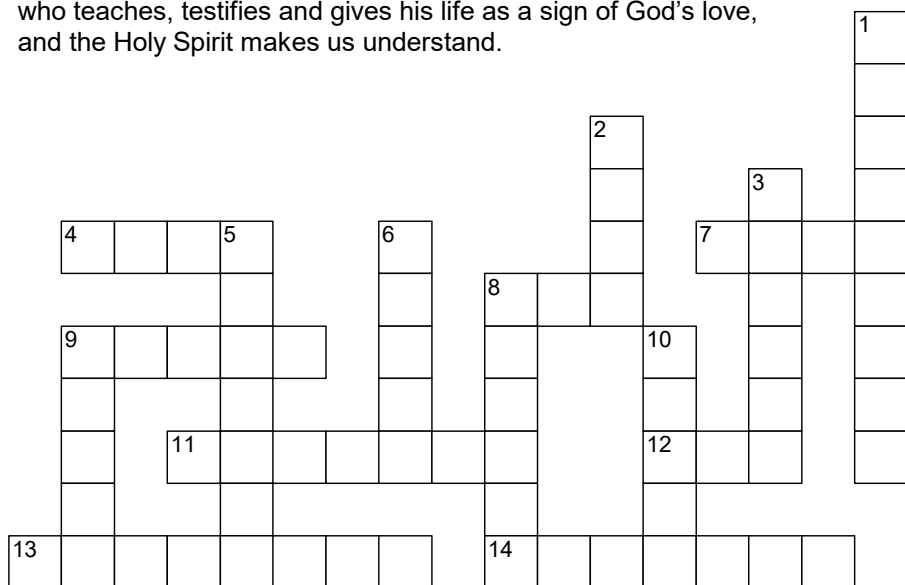 who teaches, testifies and gives his life as a sign of God’s love,
and the Holy Spirit makes us understand.
1
2
3
4 5 6 7
8
9 10
11 12
13 14